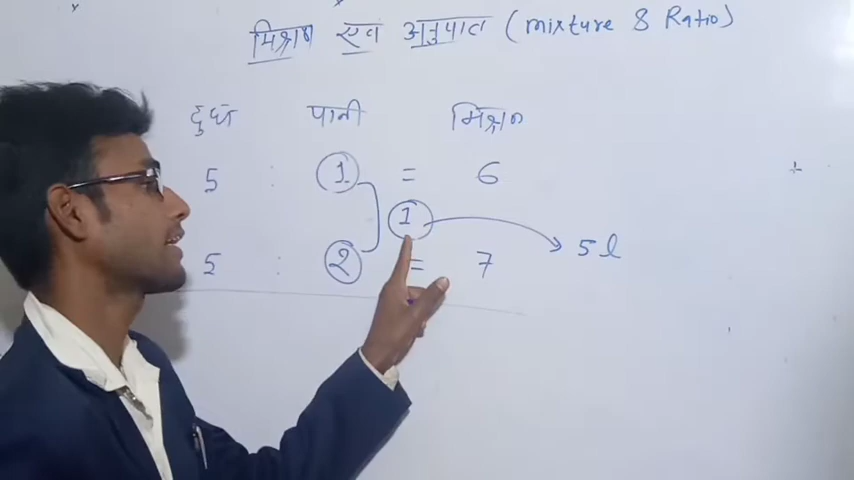 मिश्रण एवं अनुपात (mixture & Ratio)
दुध पानी मिश्रण
5 : 1 = 6
1 → 5 l
5 : 2 = 7